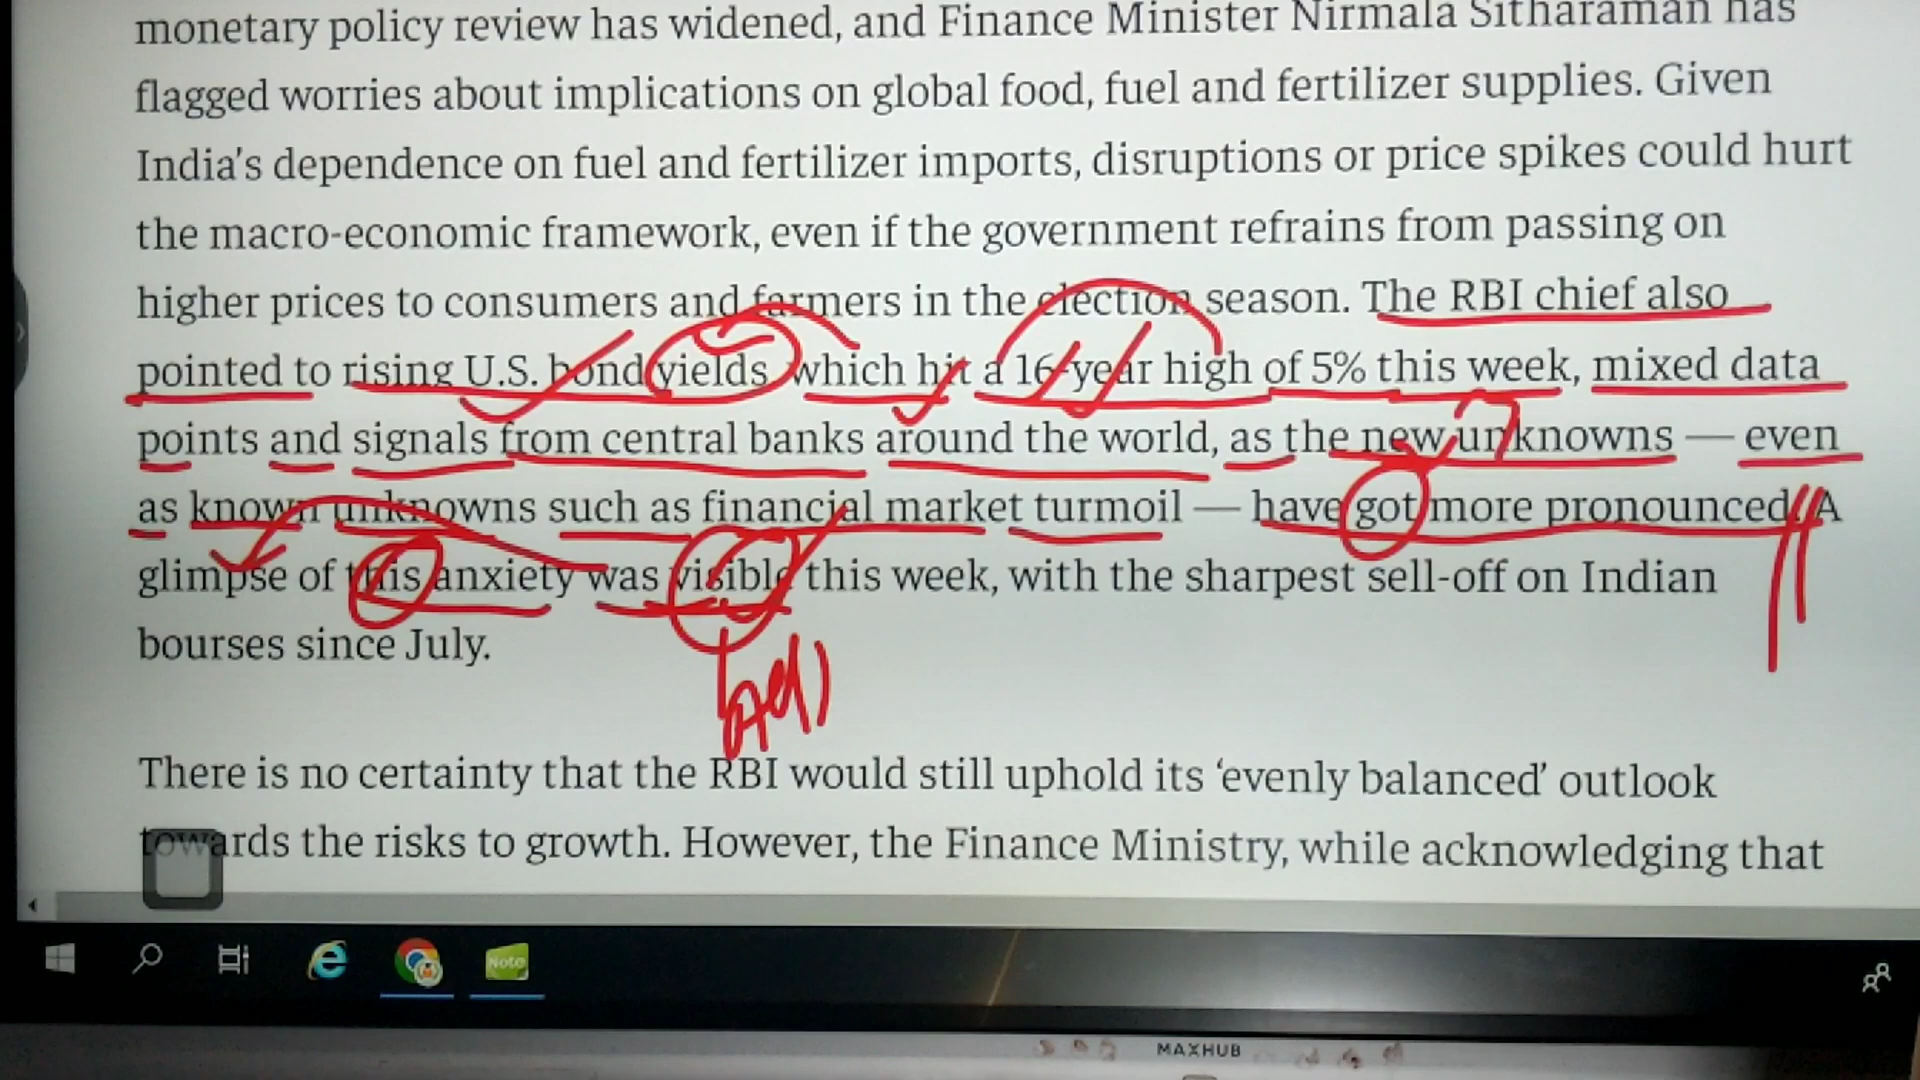 monetary policy review has widened, and Finance Minister Nirmala Sitharaman has
flagged worries about implications on global food, fuel and fertilizer supplies. Given
India's dependence on fuel and fertilizer imports, disruptions or price spikes could hurt
the macro-economic framework, even if the government refrains from passing on
higher prices to consumers and farmers in the election season. The RBI chief also
pointed to rising U.S. bond yields which hit a 16-year high of 5% this week, mixed data
points and signals from central banks around the world, as the new unknowns — even
as known unknowns such as financial market turmoil — have got more pronounced. A
glimpse of this anxiety was visible this week, with the sharpest sell-off on Indian
bourses since July.
There is no certainty that the RBI would still uphold its ‘evenly balanced’ outlook
towards the risks to growth. However, the Finance Ministry, while acknowledging that
Note
MAXHUB